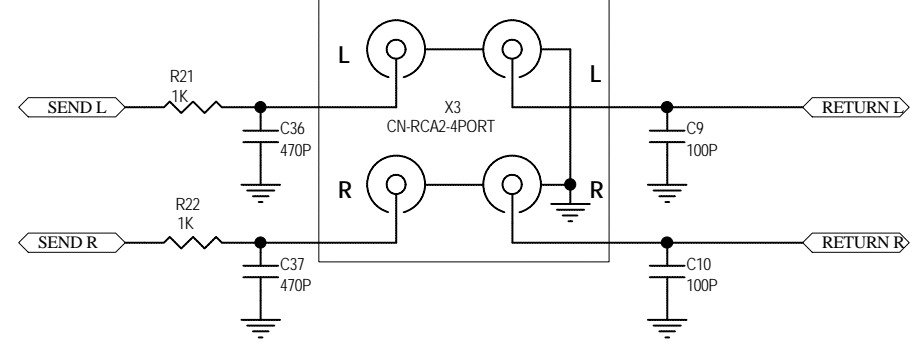 L
L
R21
1K
SEND L
X3
CN-RCA2-4PORT
C36
470P
C9
100P
RETURN L
R
R
R22
1K
SEND R
C37
470P
C10
100P
RETURN R